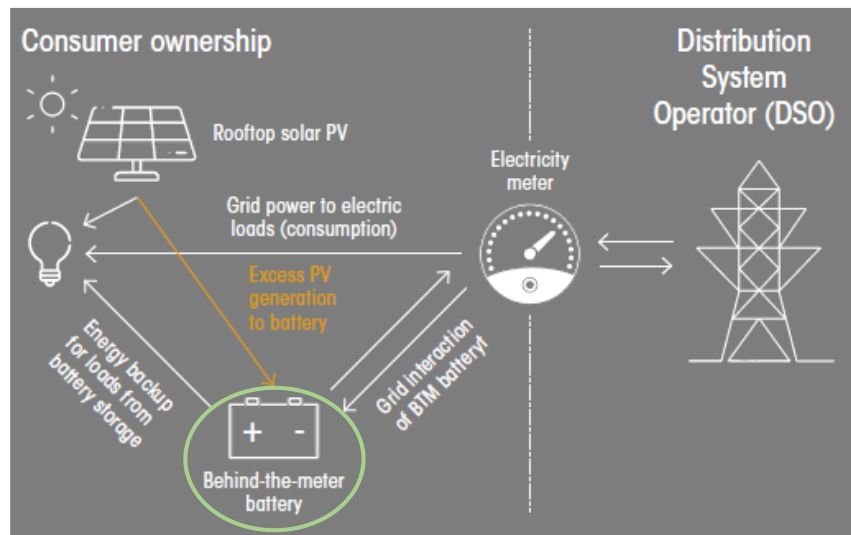 Consumer ownership
Distribution
System
Operator (DSO)
Rooftop solar PV
Electricity
meter
Grid power to electric
loads (consumption)
Excess PV
generation
to battery
Energy backup
for loads from
battery storage
Grid interaction
of BTM battery†
+ -
Behind-the-meter
battery